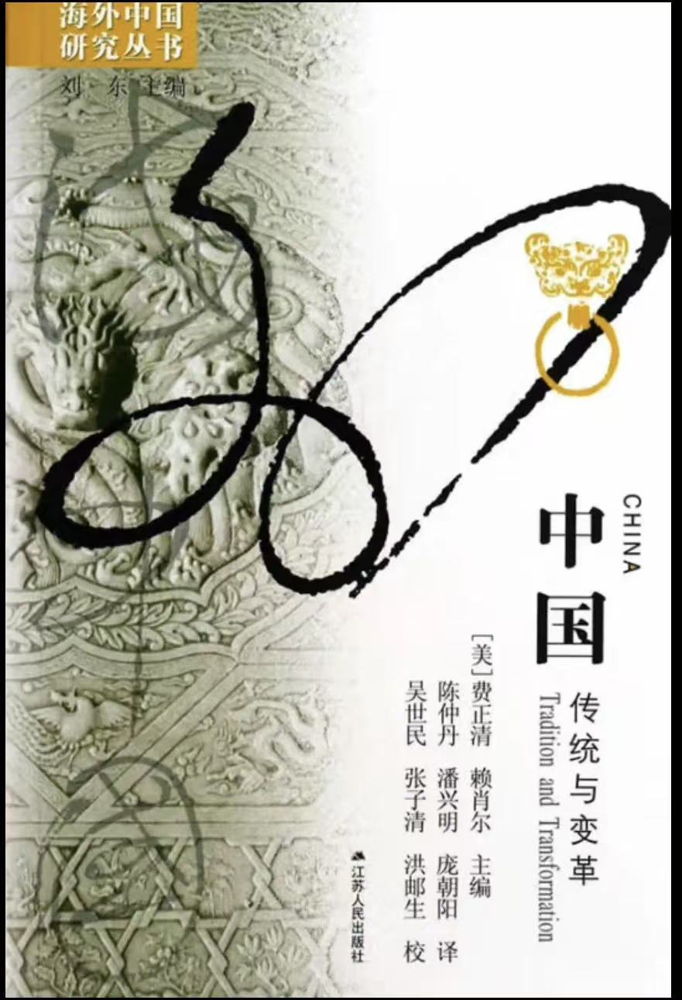 海外中国
研究丛书
刘 东 主编
CHINA
中国
传统与变革
Tradition and Transformation
[美]费正清 赖肖尔 主编
陈仲丹 潘兴明 庞朝阳 译
吴世民 张子清 洪邮生 校
江苏人民出版社